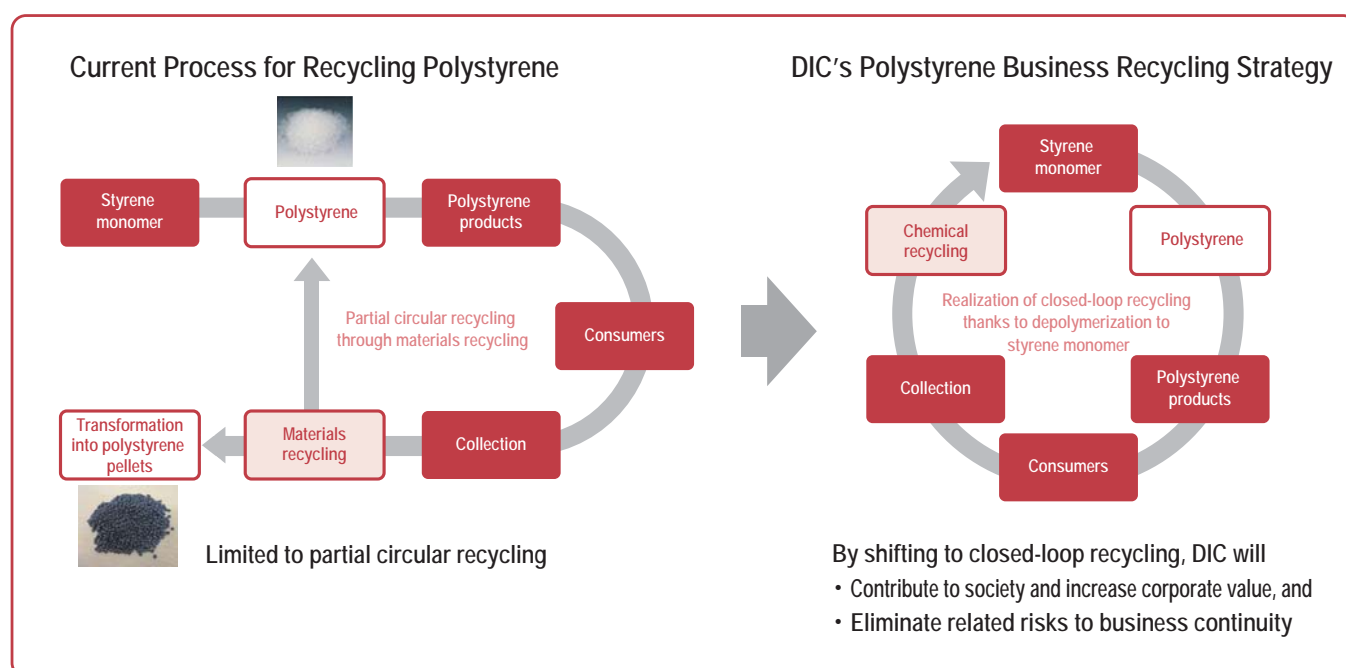 Current Process for Recycling Polystyrene
Styrene
monomer
Polystyrene
Polystyrene
products
Partial circular recycling
through materials recycling
Consumers
Transformation
into polystyrene
pellets
Materials
recycling
Collection
Limited to partial circular recycling
DIC's Polystyrene Business Recycling Strategy
Styrene
monomer
Chemical
recycling
Polystyrene
Realization of closed-loop recycling
thanks to depolymerization to
styrene monomer
Collection
Polystyrene
products
Consumers
By shifting to closed-loop recycling, DIC will
・Contribute to society and increase corporate value, and
・Eliminate related risks to business continuity